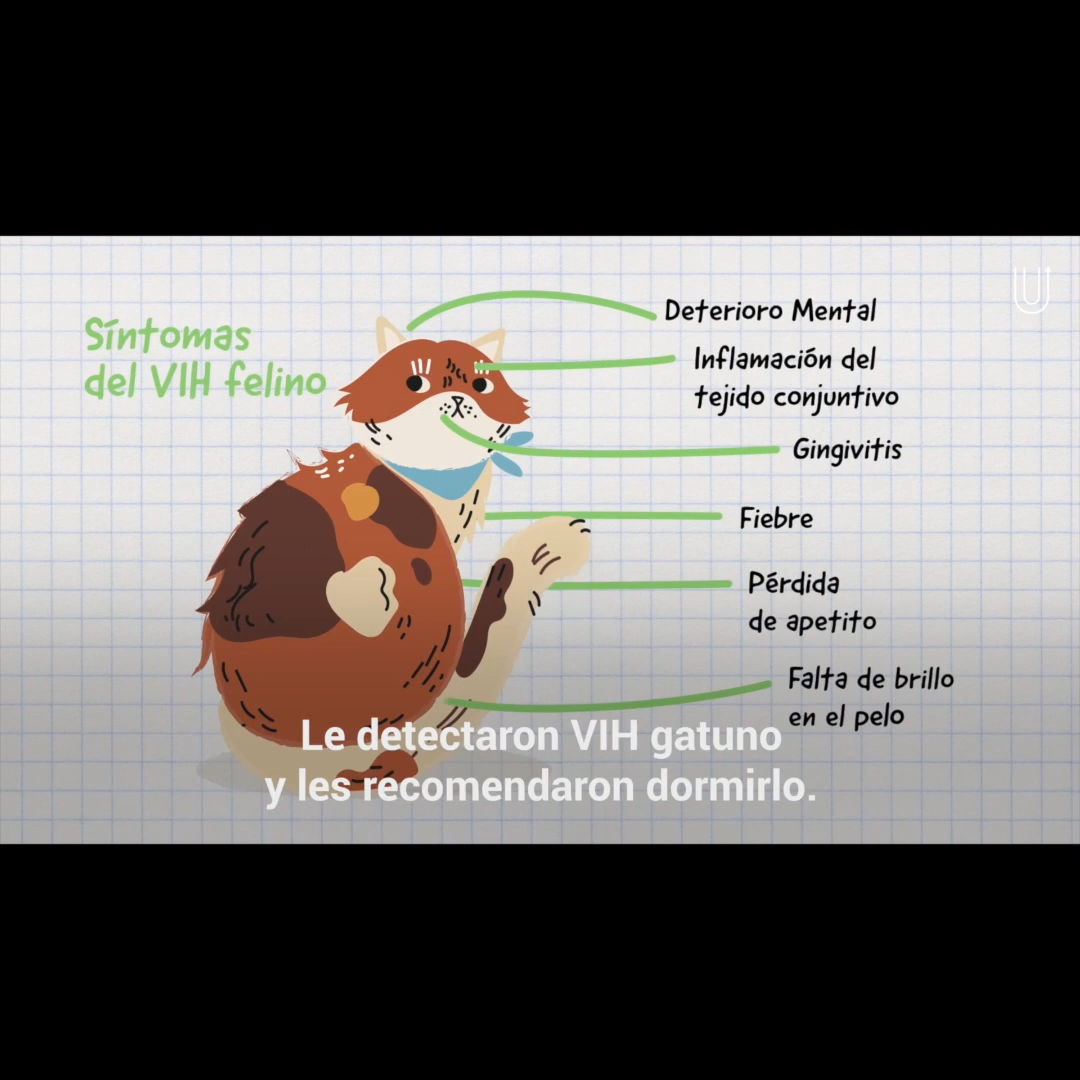 Síntomas
del VIH felino
Deterioro Mental
Inflamación del
tejido conjuntivo
Gingivitis
Fiebre
Pérdida
de apetito
Falta de brillo
en el pelo
Le detectaron VIH gatuno
y les recomendaron dormirlo.